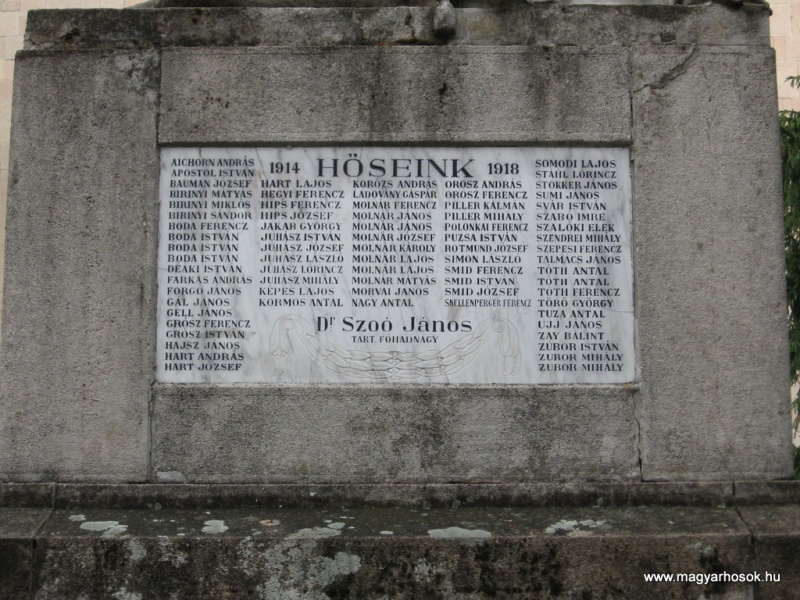 1914 HŐSEINK 1918
AICHORN ANDRÁS
APOSTOL ISTVÁN
BAUMAN JÓZSEF
BIRINYI MÁTYÁS
BIRINYI MIKLÓS
BIRINYI SÁNDOR
BODA FERENCZ
BODA ISTVÁN
BODA ISTVÁN
BODA ISTVÁN
DEÁKI ISTVÁN
FARKAS ANDRÁS
FORGÓ JÁNOS
GÁL JÁNOS
GELL JÁNOS
GRÓSZ FERENCZ
GRÓSZ ISTVÁN
HAJSZ JÁNOS
HART ANDRÁS
HART JÓZSEF
HART LAJOS
HEGYI FERENCZ
HIPS FERENCZ
HIPS JÓZSEF
JAKAB GYÖRGY
JUHÁSZ ISTVÁN
JUHÁSZ JÓZSEF
JUHÁSZ LÁSZLÓ
JUHÁSZ LŐRINCZ
JUHÁSZ MIHÁLY
KÉPES LAJOS
KORMOS ANTAL
KORÓZS ANDRÁS
LADOVÁNY GÁSPÁR
MOLNÁR FERENCZ
MOLNÁR JÁNOS
MOLNÁR JÁNOS
MOLNÁR JÓZSEF
MOLNÁR KÁROLY
MOLNÁR LAJOS
MOLNÁR LAJOS
MOLNÁR MÁTYÁS
MORVAI JÁNOS
NAGY ANTAL
OROSZ ANDRÁS
OROSZ FERENCZ
PILLER KÁLMÁN
PILLER MIHÁLY
POLONKAI FERENCZ
PUZSA ISTVÁN
ROTMUND JÓZSEF
SIMON LÁSZLÓ
SMID FERENCZ
SMID ISTVÁN
SMID JÓZSEF
SNELLENPERGER FERENCZ
SOMODI LAJOS
STÁHL LŐRINCZ
STOKKER JÁNOS
SUMI JÁNOS
SVÁB ISTVÁN
SZABÓ IMRE
SZALÓKI ELEK
SZENDREI MIHÁLY
SZEPESI FERENCZ
TALMÁCS JÁNOS
TÓTH ANTAL
TÓTH ANTAL
TÓTH FERENCZ
TÖRŐ GYÖRGY
TUZA ANTAL
UJJ JÁNOS
ZAY BÁLINT
ZUBOR ISTVÁN
ZUBOR MIHÁLY
ZUBOR MIHÁLY
Dr Szoó János
TART. FŐHADNAGY
www.magyarhosok.hu